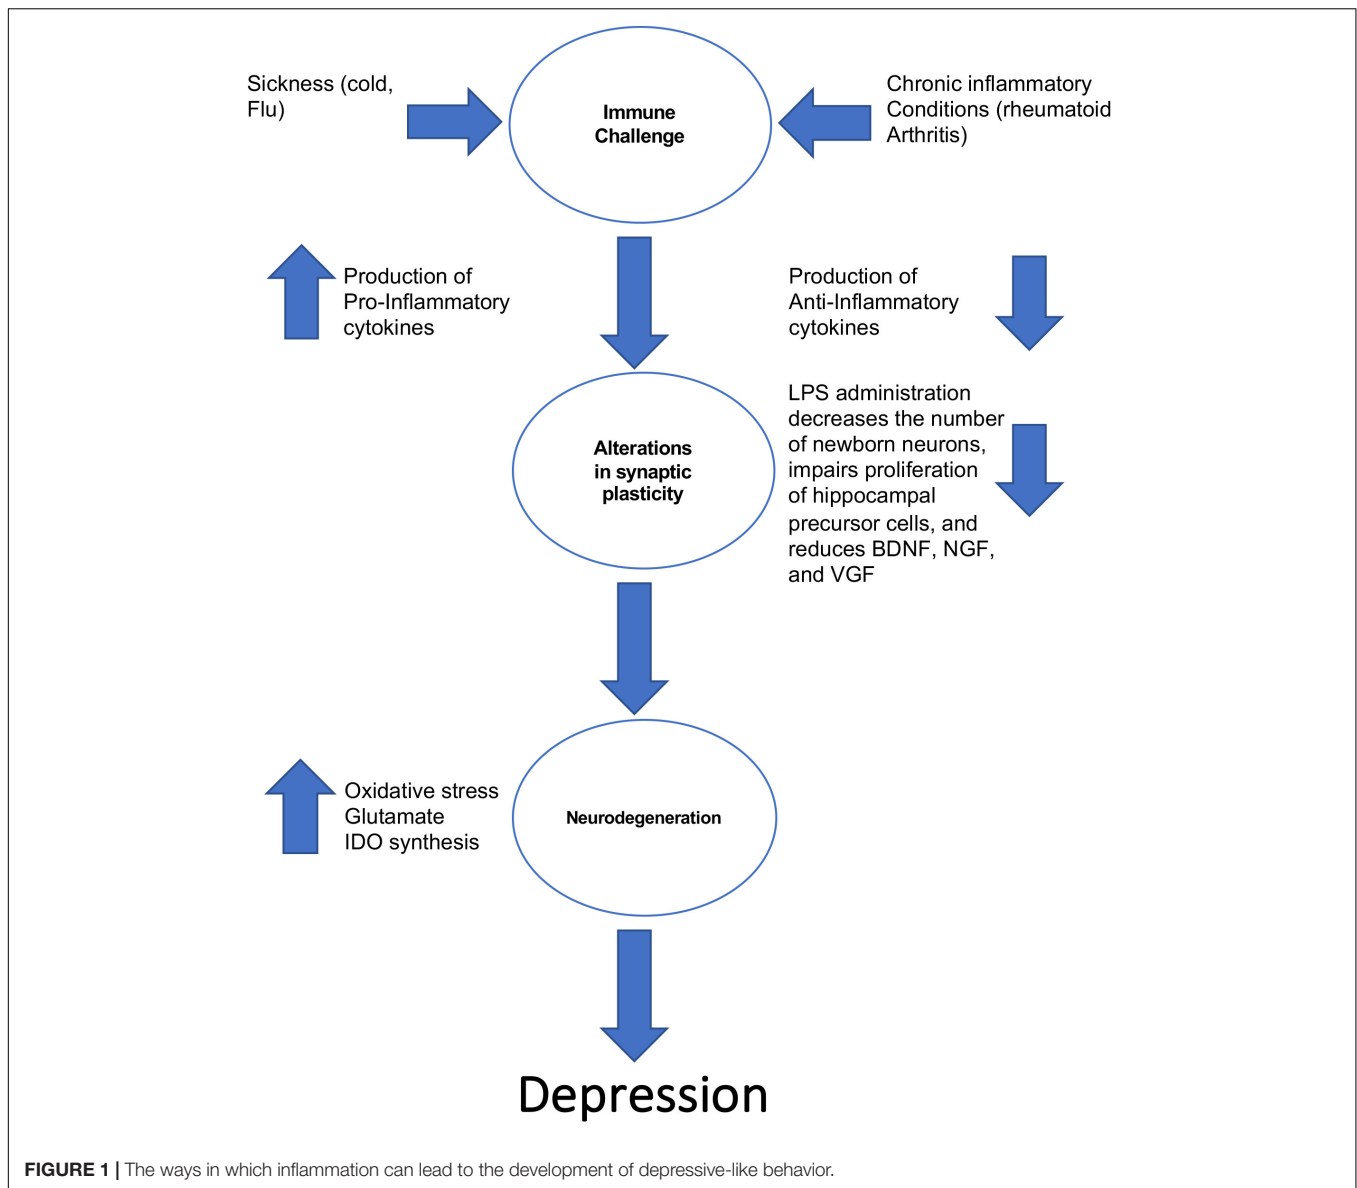 Sickness (cold,
Flu)
Immune
Challenge
Chronic inflammatory
Conditions (rheumatoid
Arthritis)
Production of
Pro-Inflammatory
cytokines
Production of
Anti-Inflammatory
cytokines
Alterations
in synaptic
plasticity
LPS administration
decreases the number
of newborn neurons,
impairs proliferation
of hippocampal
precursor cells, and
reduces BDNF, NGF,
and VGF
Oxidative stress
Glutamate
IDO synthesis
Neurodegeneration
Depression
FIGURE 1 | The ways in which inflammation can lead to the development of depressive-like behavior.